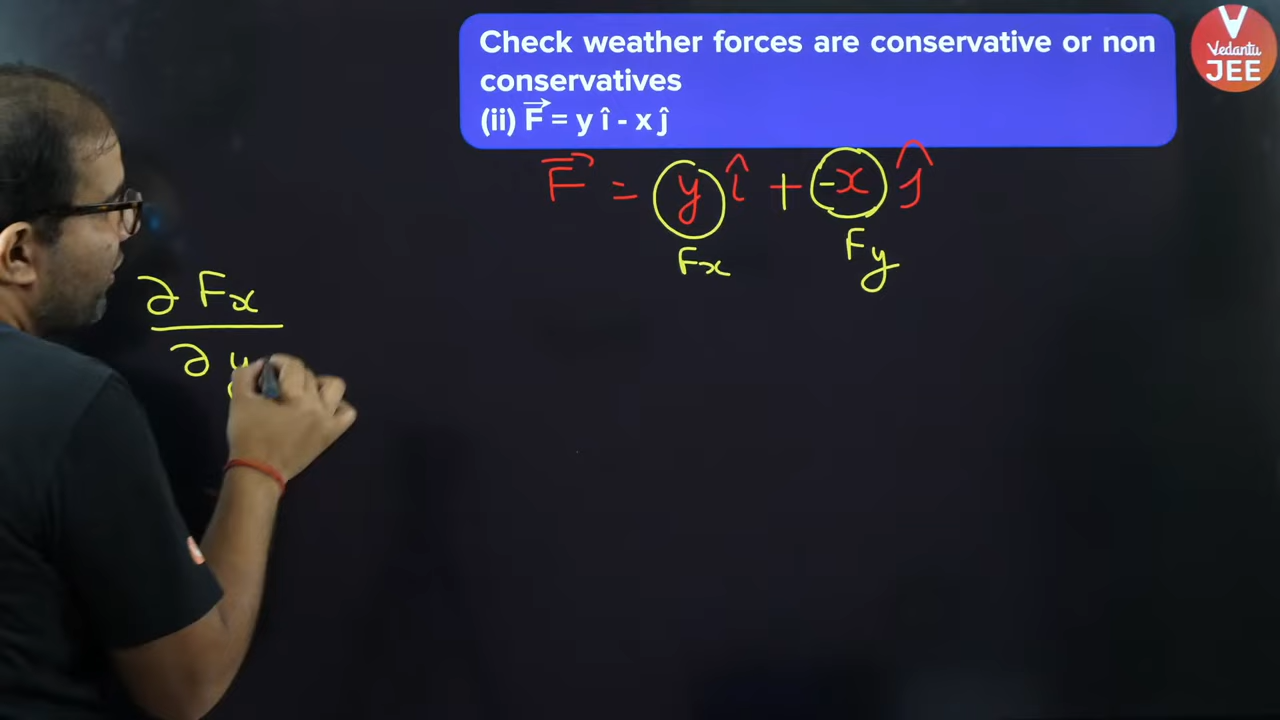 Check weather forces are conservative or non
conservatives
(ii) F⃗ = y î - x ĵ
Vedantu
JEE
F⃗ = y î + -x ĵ
Fx Fy
∂ Fx
∂ y